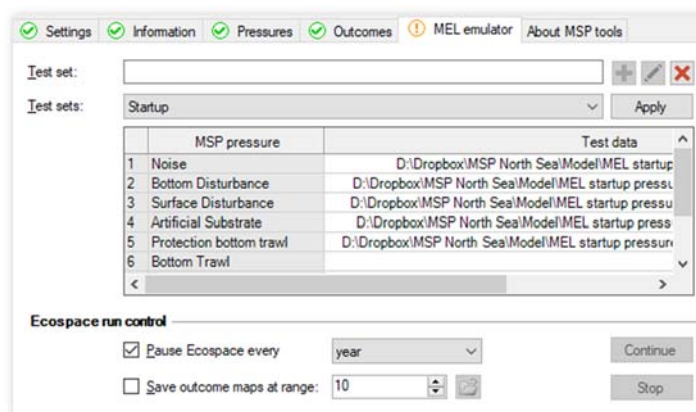 Settings Information Pressures Outcomes MEL emulator About MSP tools
Test set:
Test sets: Startup Apply
MSP pressure Test data
1 Noise D:\Dropbox\MSP North Sea\Model\MEL startup
2 Bottom Disturbance D:\Dropbox\MSP North Sea\Model\MEL startup pressu
3 Surface Disturbance D:\Dropbox\MSP North Sea\Model\MEL startup pressu
4 Artificial Substrate D:\Dropbox\MSP North Sea\Model\MEL startup press
5 Protection bottom trawl D:\Dropbox\MSP North Sea\Model\MEL startup pressure
6 Bottom Trawl
Ecospace run control
Pause Ecospace every year Continue
Save outcome maps at range: 10 Stop